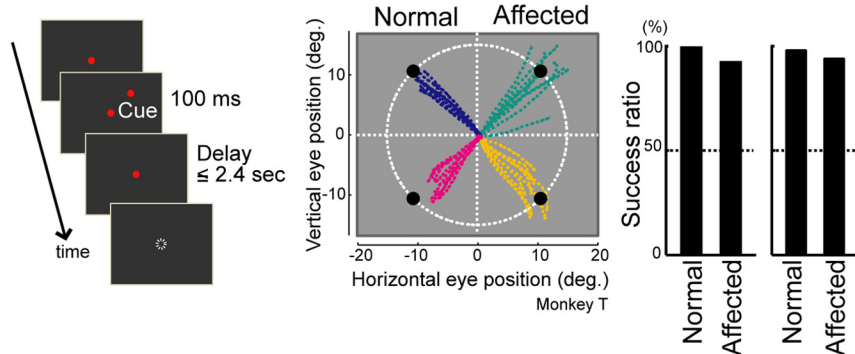 Cue
100 ms
Delay
≤ 2.4 sec
time
Normal Affected
Vertical eye position (deg.)
10
0
-10
-20 -10 0 10 20
Horizontal eye position (deg.)
Monkey T
(%)
100
50
0
Success ratio
Normal
Affected
Normal
Affected